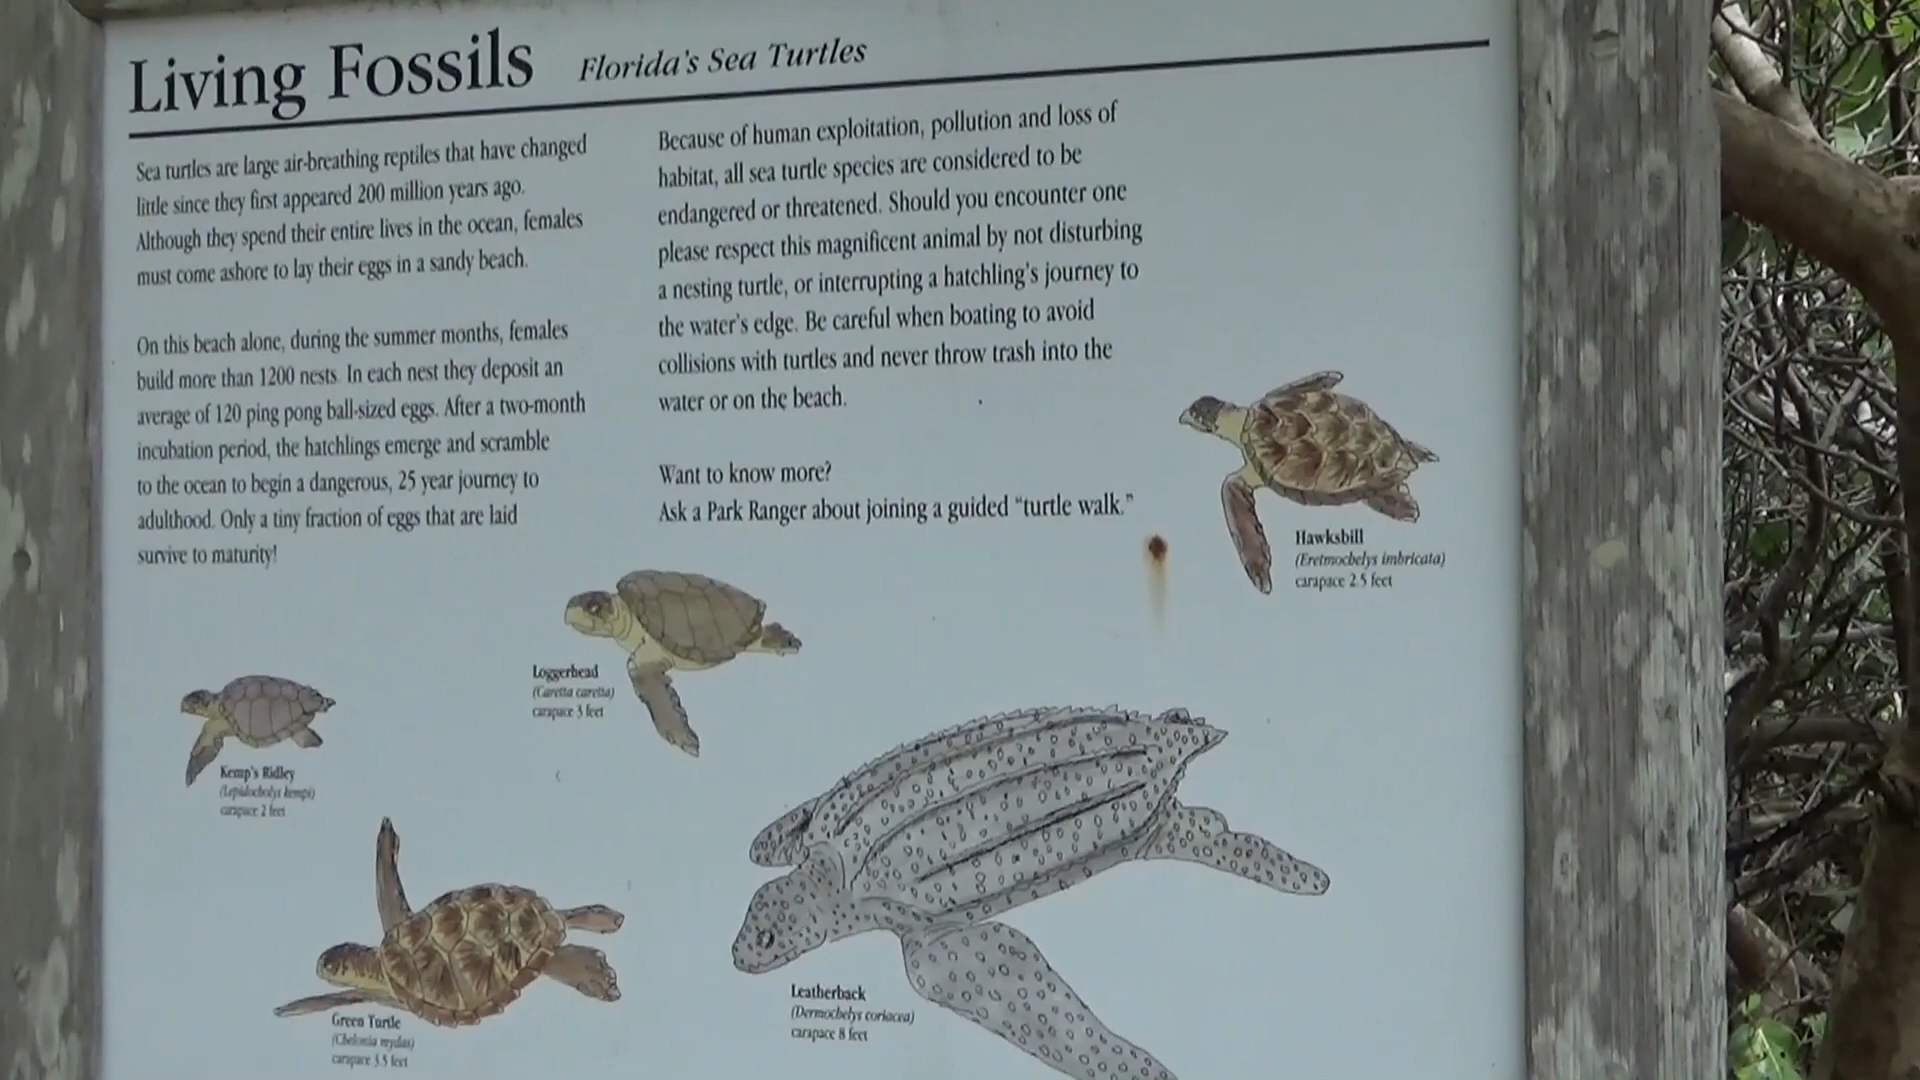 Living Fossils Florida's Sea Turtles
Sea turtles are large air-breathing reptiles that have changed
little since they first appeared 200 million years ago.
Although they spend their entire lives in the ocean, females
must come ashore to lay their eggs in a sandy beach.
On this beach alone, during the summer months, females
build more than 1200 nests. In each nest they deposit an
average of 120 ping pong ball-sized eggs. After a two-month
incubation period, the hatchlings emerge and scramble
to the ocean to begin a dangerous, 25 year journey to
adulthood. Only a tiny fraction of eggs that are laid
survive to maturity!
Because of human exploitation, pollution and loss of
habitat, all sea turtle species are considered to be
endangered or threatened. Should you encounter one
please respect this magnificent animal by not disturbing
a nesting turtle, or interrupting a hatchling's journey to
the water's edge. Be careful when boating to avoid
collisions with turtles and never throw trash into the
water or on the beach.
Want to know more?
Ask a Park Ranger about joining a guided “turtle walk.”
Hawksbill
(Eretmochelys imbricata)
carapace 2.5 feet
Loggerhead
(Caretta caretta)
carapace 3 feet
Kemp's Ridley
(Lepidochelys kempi)
carapace 2 feet
Green Turtle
(Chelonia mydas)
carapace 3.5 feet
Leatherback
(Dermochelys coriacea)
carapace 8 feet